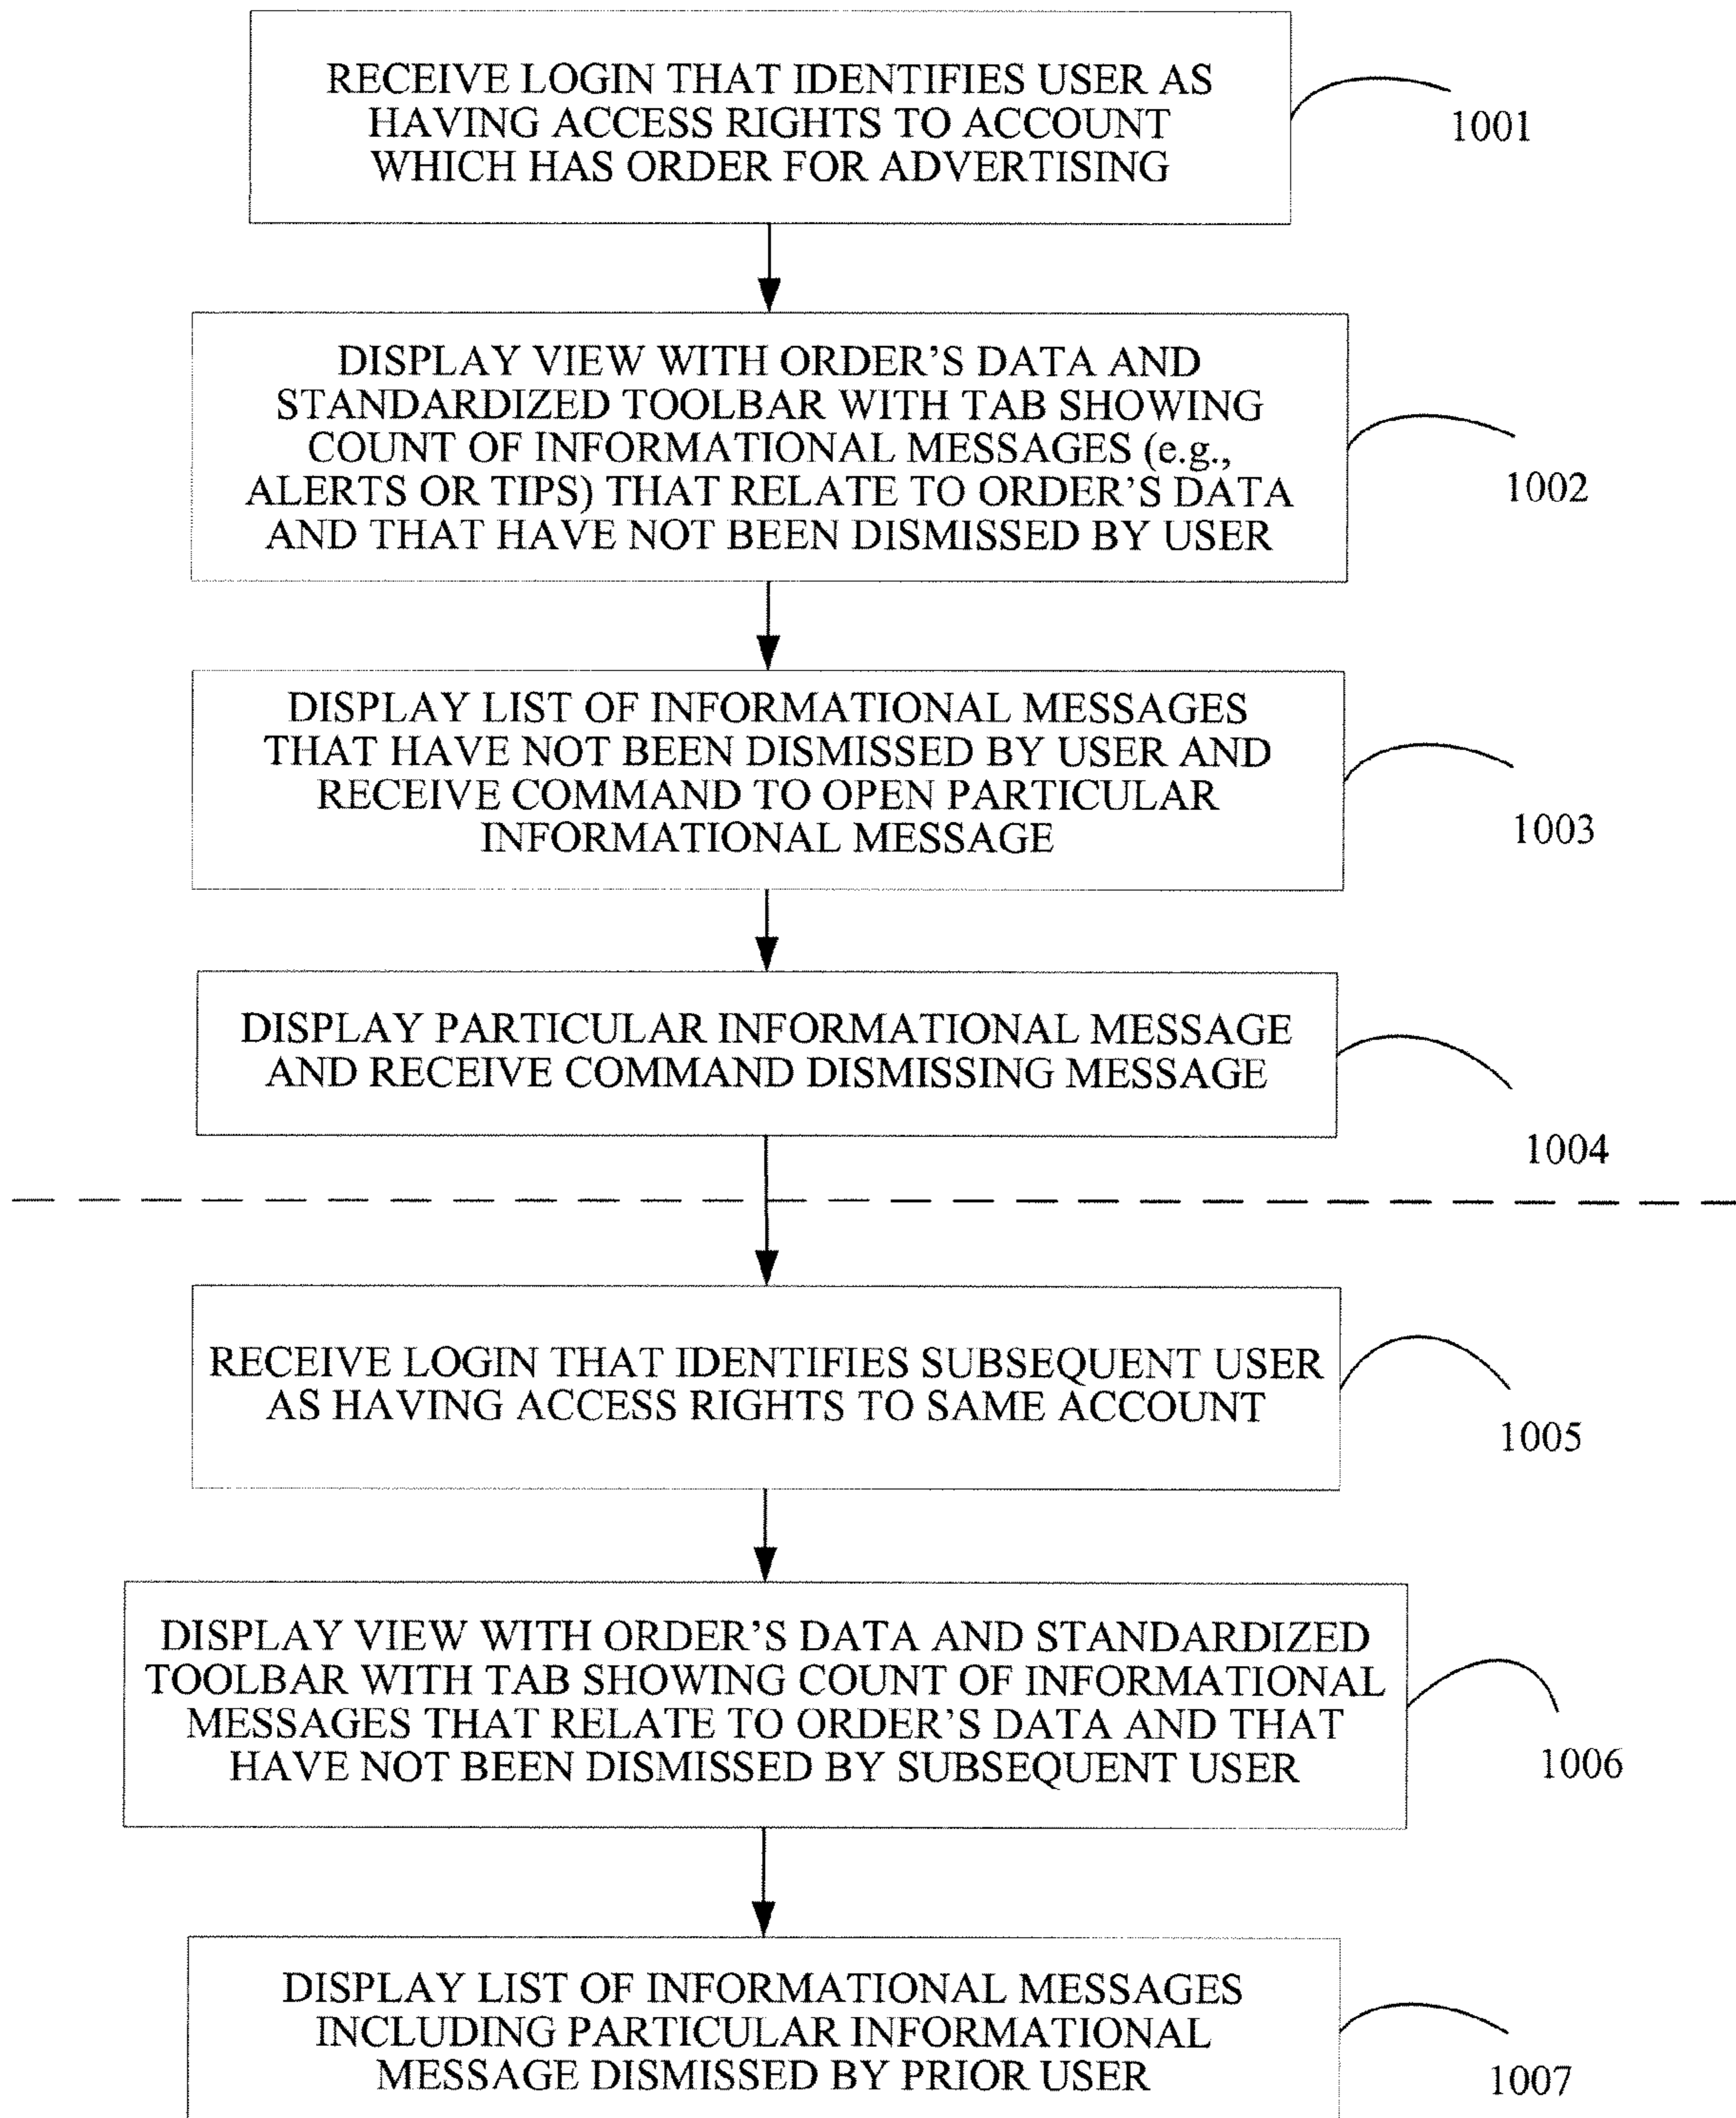 RECEIVE LOGIN THAT IDENTIFIES USER AS
HAVING ACCESS RIGHTS TO ACCOUNT
WHICH HAS ORDER FOR ADVERTISING
1001
DISPLAY VIEW WITH ORDER'S DATA AND
STANDARDIZED TOOLBAR WITH TAB SHOWING
COUNT OF INFORMATIONAL MESSAGES (e.g.,
ALERTS OR TIPS) THAT RELATE TO ORDER'S DATA
AND THAT HAVE NOT BEEN DISMISSED BY USER
1002
DISPLAY LIST OF INFORMATIONAL MESSAGES
THAT HAVE NOT BEEN DISMISSED BY USER AND
RECEIVE COMMAND TO OPEN PARTICULAR
INFORMATIONAL MESSAGE
1003
DISPLAY PARTICULAR INFORMATIONAL MESSAGE
AND RECEIVE COMMAND DISMISSING MESSAGE
1004
RECEIVE LOGIN THAT IDENTIFIES SUBSEQUENT USER
AS HAVING ACCESS RIGHTS TO SAME ACCOUNT
1005
DISPLAY VIEW WITH ORDER'S DATA AND STANDARDIZED
TOOLBAR WITH TAB SHOWING COUNT OF INFORMATIONAL
MESSAGES THAT RELATE TO ORDER'S DATA AND THAT
HAVE NOT BEEN DISMISSED BY SUBSEQUENT USER
1006
DISPLAY LIST OF INFORMATIONAL MESSAGES
INCLUDING PARTICULAR INFORMATIONAL
MESSAGE DISMISSED BY PRIOR USER
1007